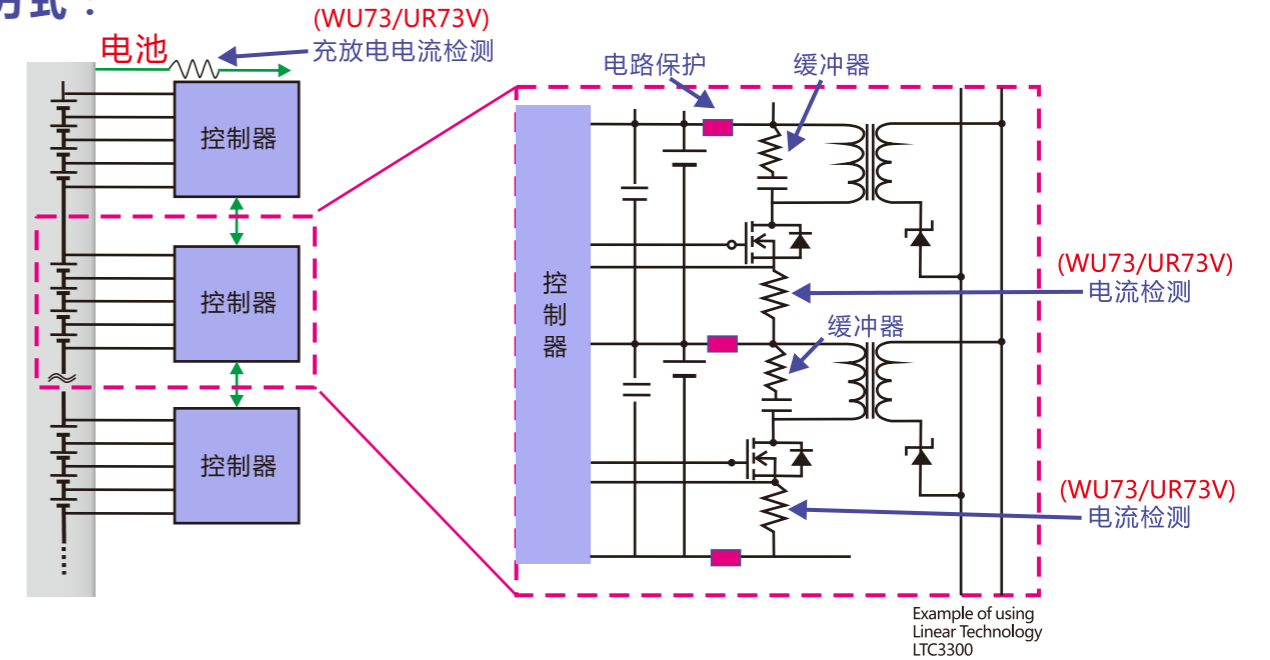 方式：
(WU73/UR73V)
充放电电流检测
电池
控制器
控制器
控制器
电路保护
缓冲器
控制器
(WU73/UR73V)
电流检测
缓冲器
(WU73/UR73V)
电流检测
Example of using
Linear Technology
LTC3300